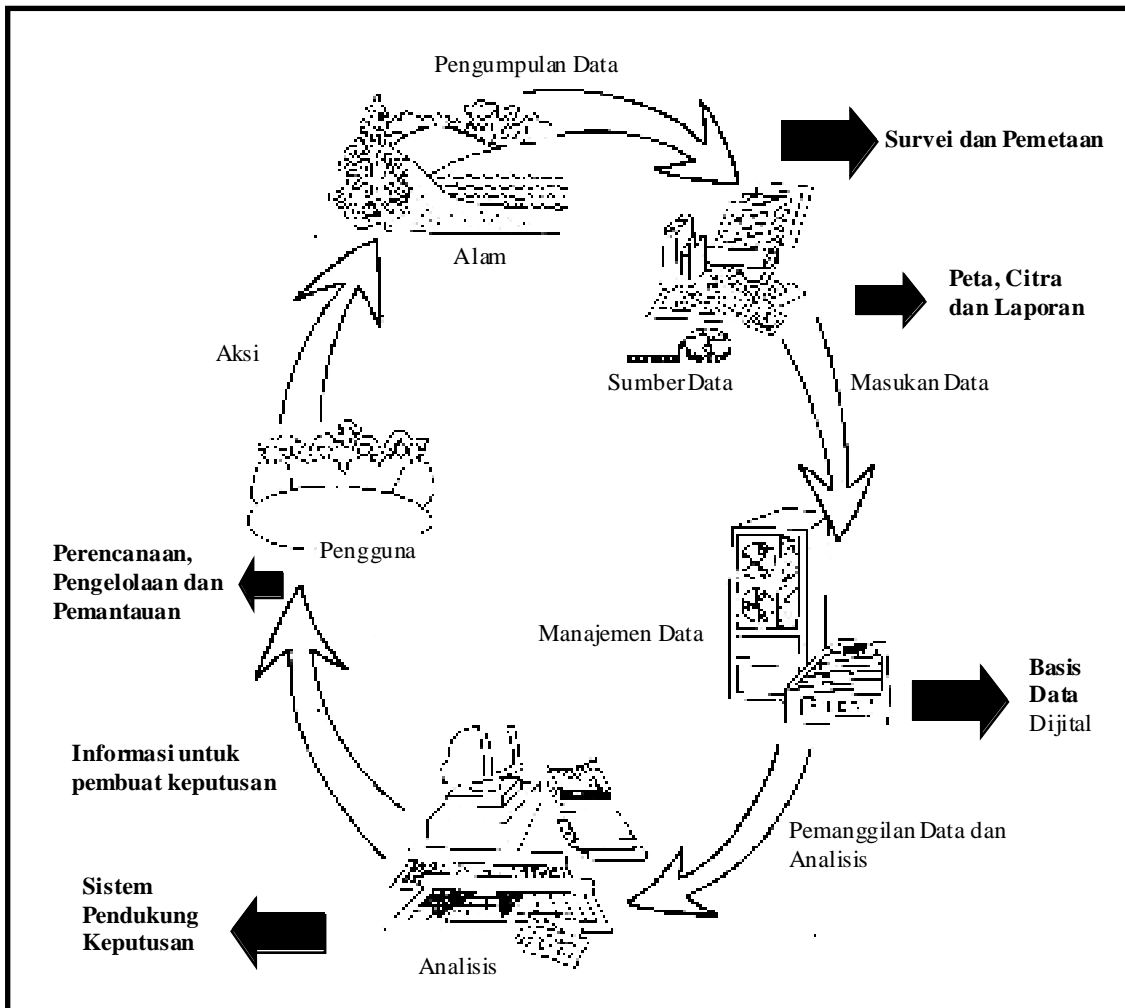 Pengumpulan Data
Survei dan Pemetaan
Alam
Peta, Citra
dan Laporan
Aksi
Sumber Data
Masukan Data
Pengguna
Perencanaan,
Pengelolaan dan
Pemantauan
Manajemen Data
Basis
Data
Dijital
Informasi untuk
pembuat keputusan
Pemanggilan Data dan
Analisis
Sistem
Pendukung
Keputusan
Analisis